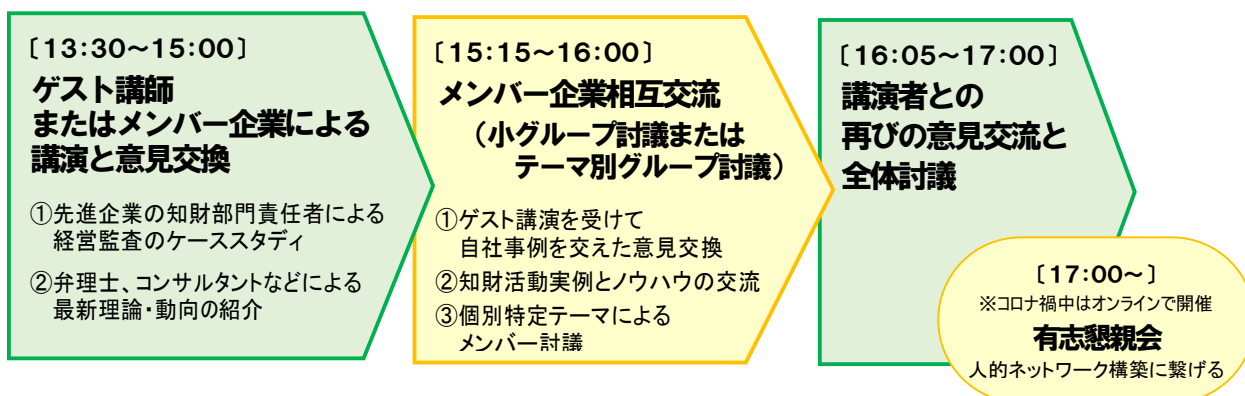 〔13:30～15:00〕
ゲスト講師
またはメンバー企業による
講演と意見交換
①先進企業の知財部門責任者による
経営監査のケーススタディ
②弁理士、コンサルタントなどによる
最新理論・動向の紹介
〔15:15～16:00〕
メンバー企業相互交流
（小グループ討議または
テーマ別グループ討議）
①ゲスト講演を受けて
自社事例を交えた意見交換
②知財活動実例とノウハウの交流
③個別特定テーマによる
メンバー討議
〔16:05～17:00〕
講演者との
再びの意見交流と
全体討議
〔17:00～〕
※コロナ禍中はオンラインで開催
有志懇親会
人的ネットワーク構築に繋げる